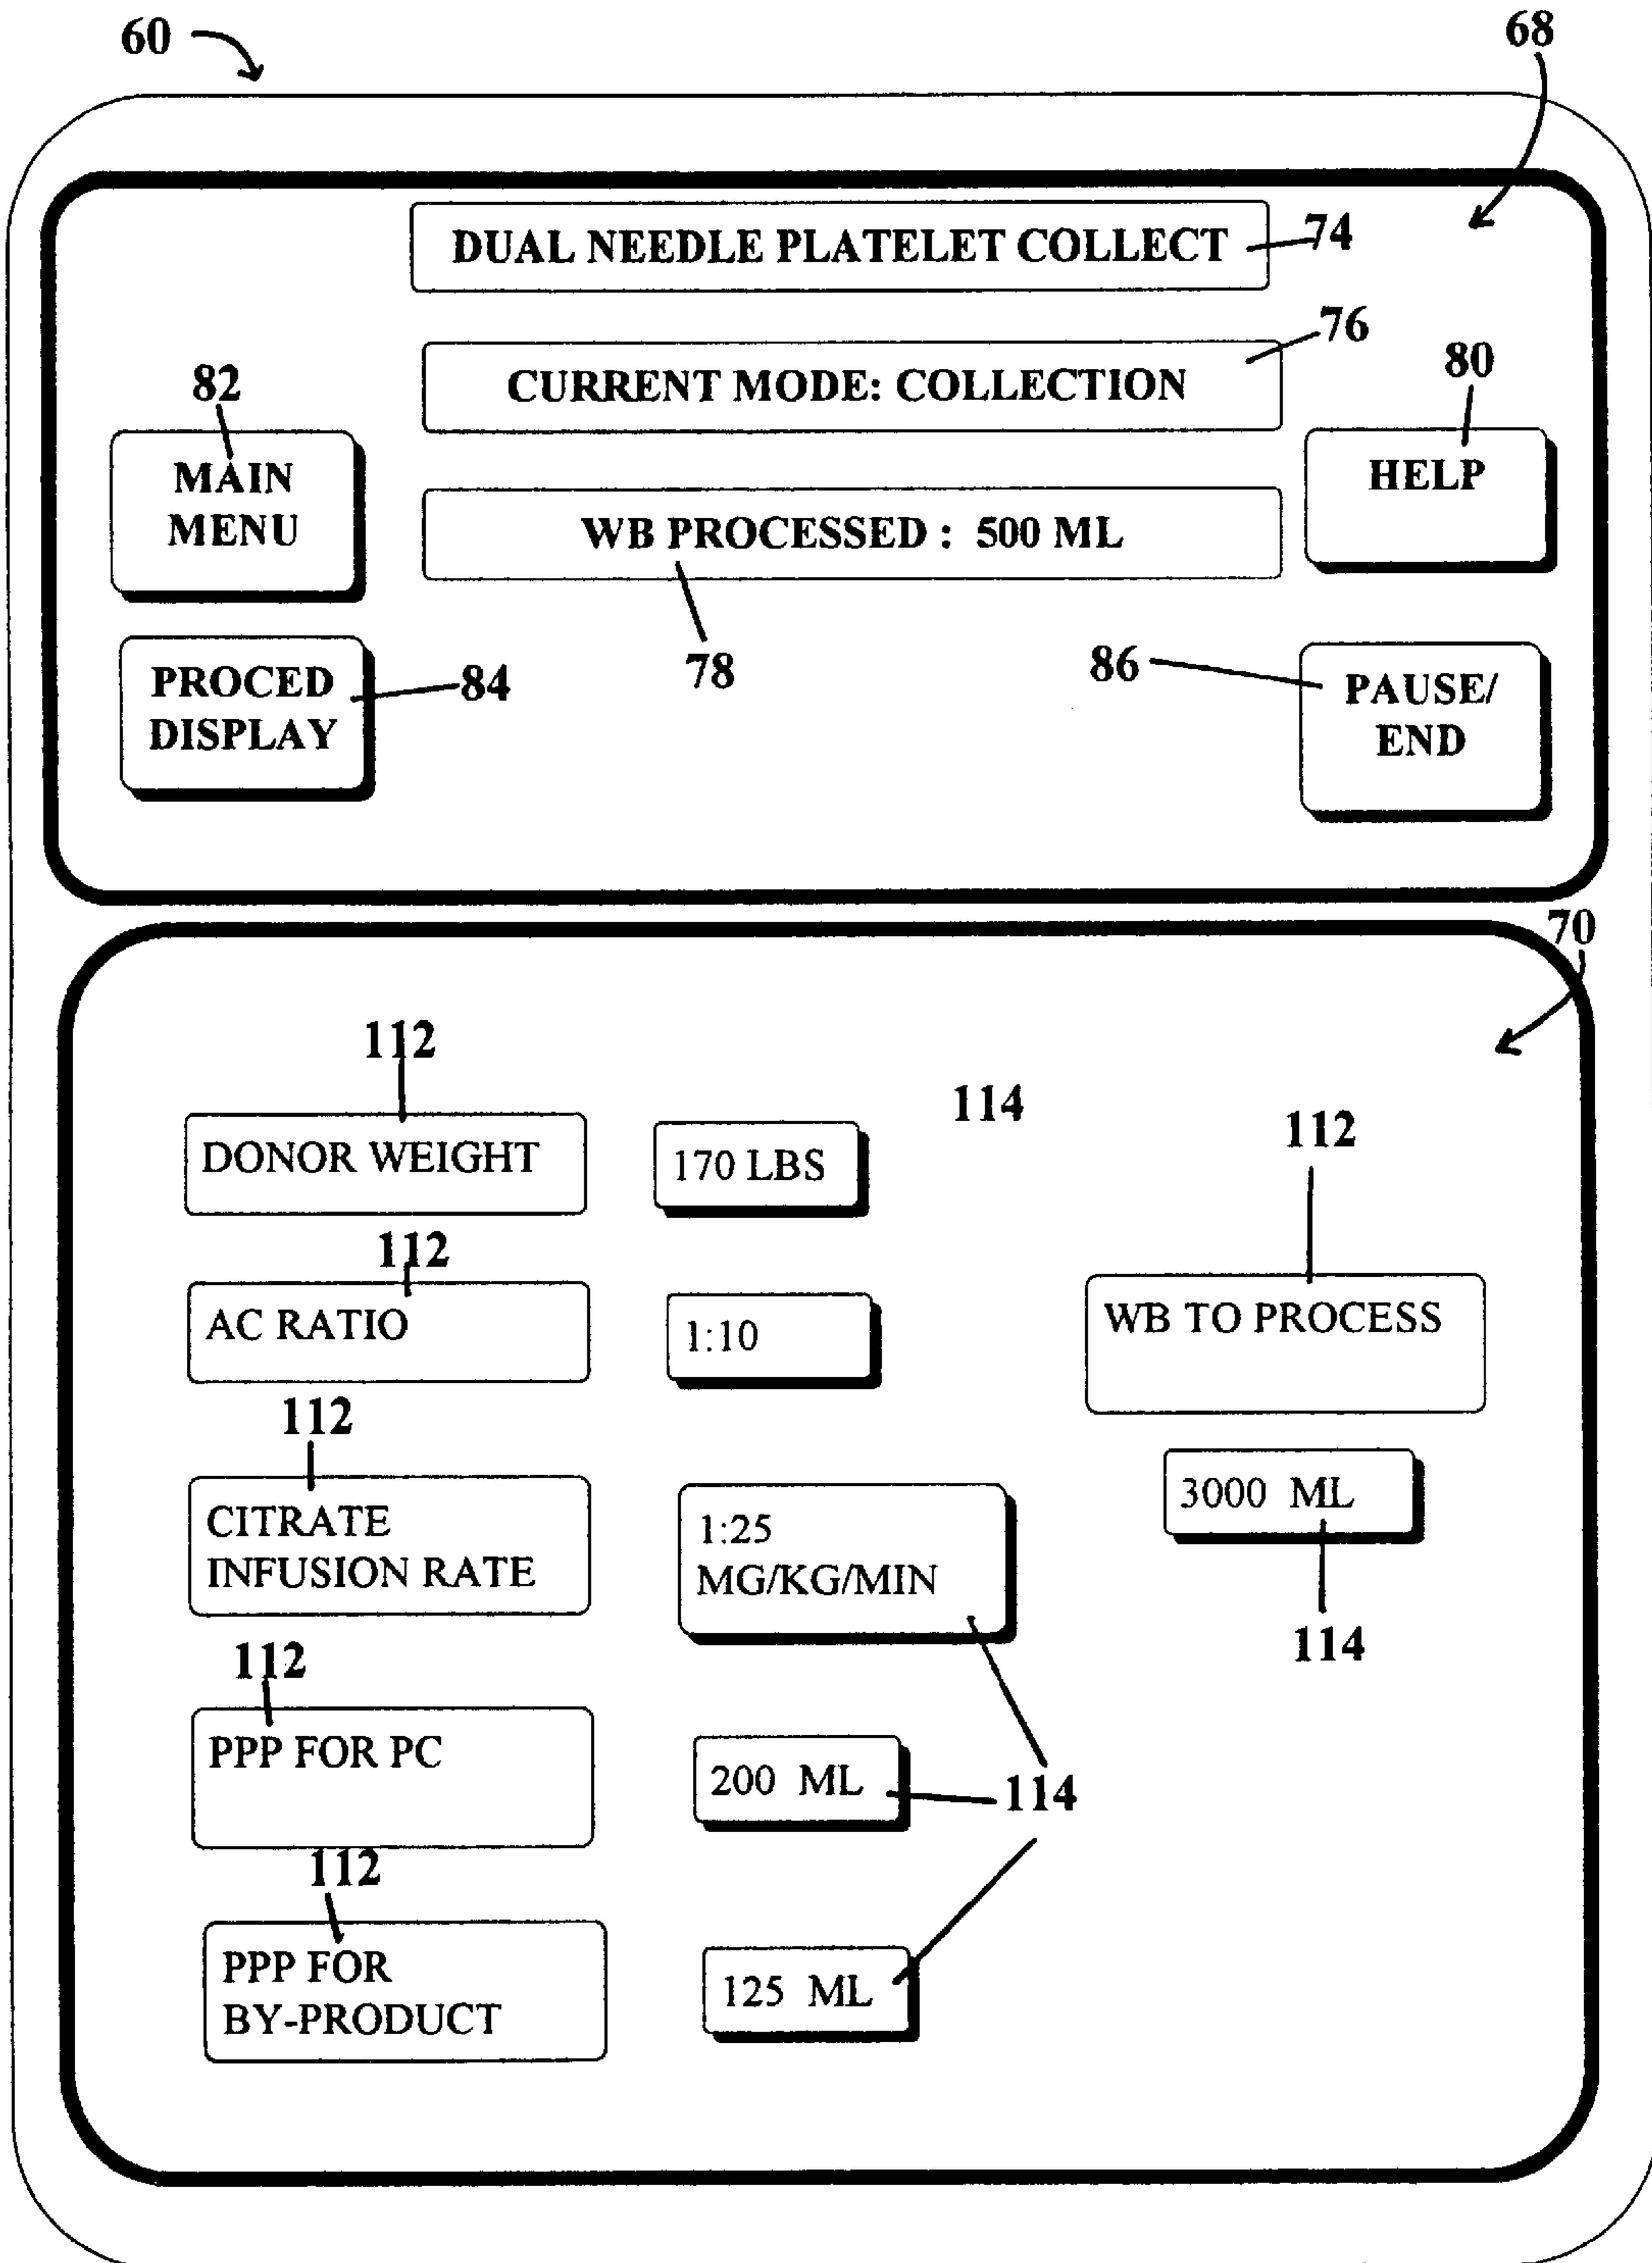 60
68
DUAL NEEDLE PLATELET COLLECT
74
76
CURRENT MODE: COLLECTION
82
80
MAIN
MENU
HELP
WB PROCESSED : 500 ML
78
PROCED
DISPLAY
84
86
PAUSE/
END
70
112
DONOR WEIGHT
170 LBS
114
112
112
AC RATIO
1:10
WB TO PROCESS
112
CITRATE
INFUSION RATE
1:25
MG/KG/MIN
3000 ML
114
112
PPP FOR PC
200 ML
114
112
PPP FOR
BY-PRODUCT
125 ML